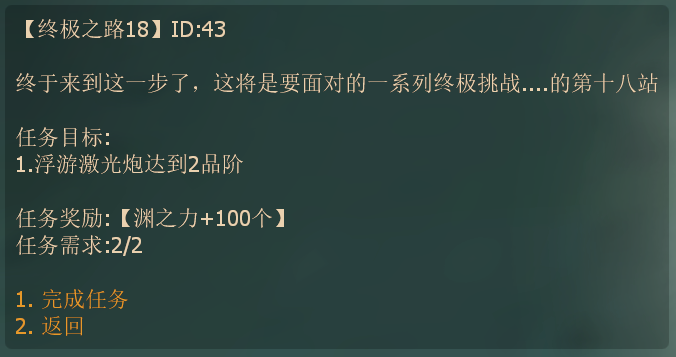 【终极之路18】ID:43
终于来到这一步了，这将是要面对的一系列终极挑战....的第十八站
任务目标:
1.浮游激光炮达到2品阶
任务奖励:【渊之力+100个】
任务需求:2/2
1. 完成任务
2. 返回